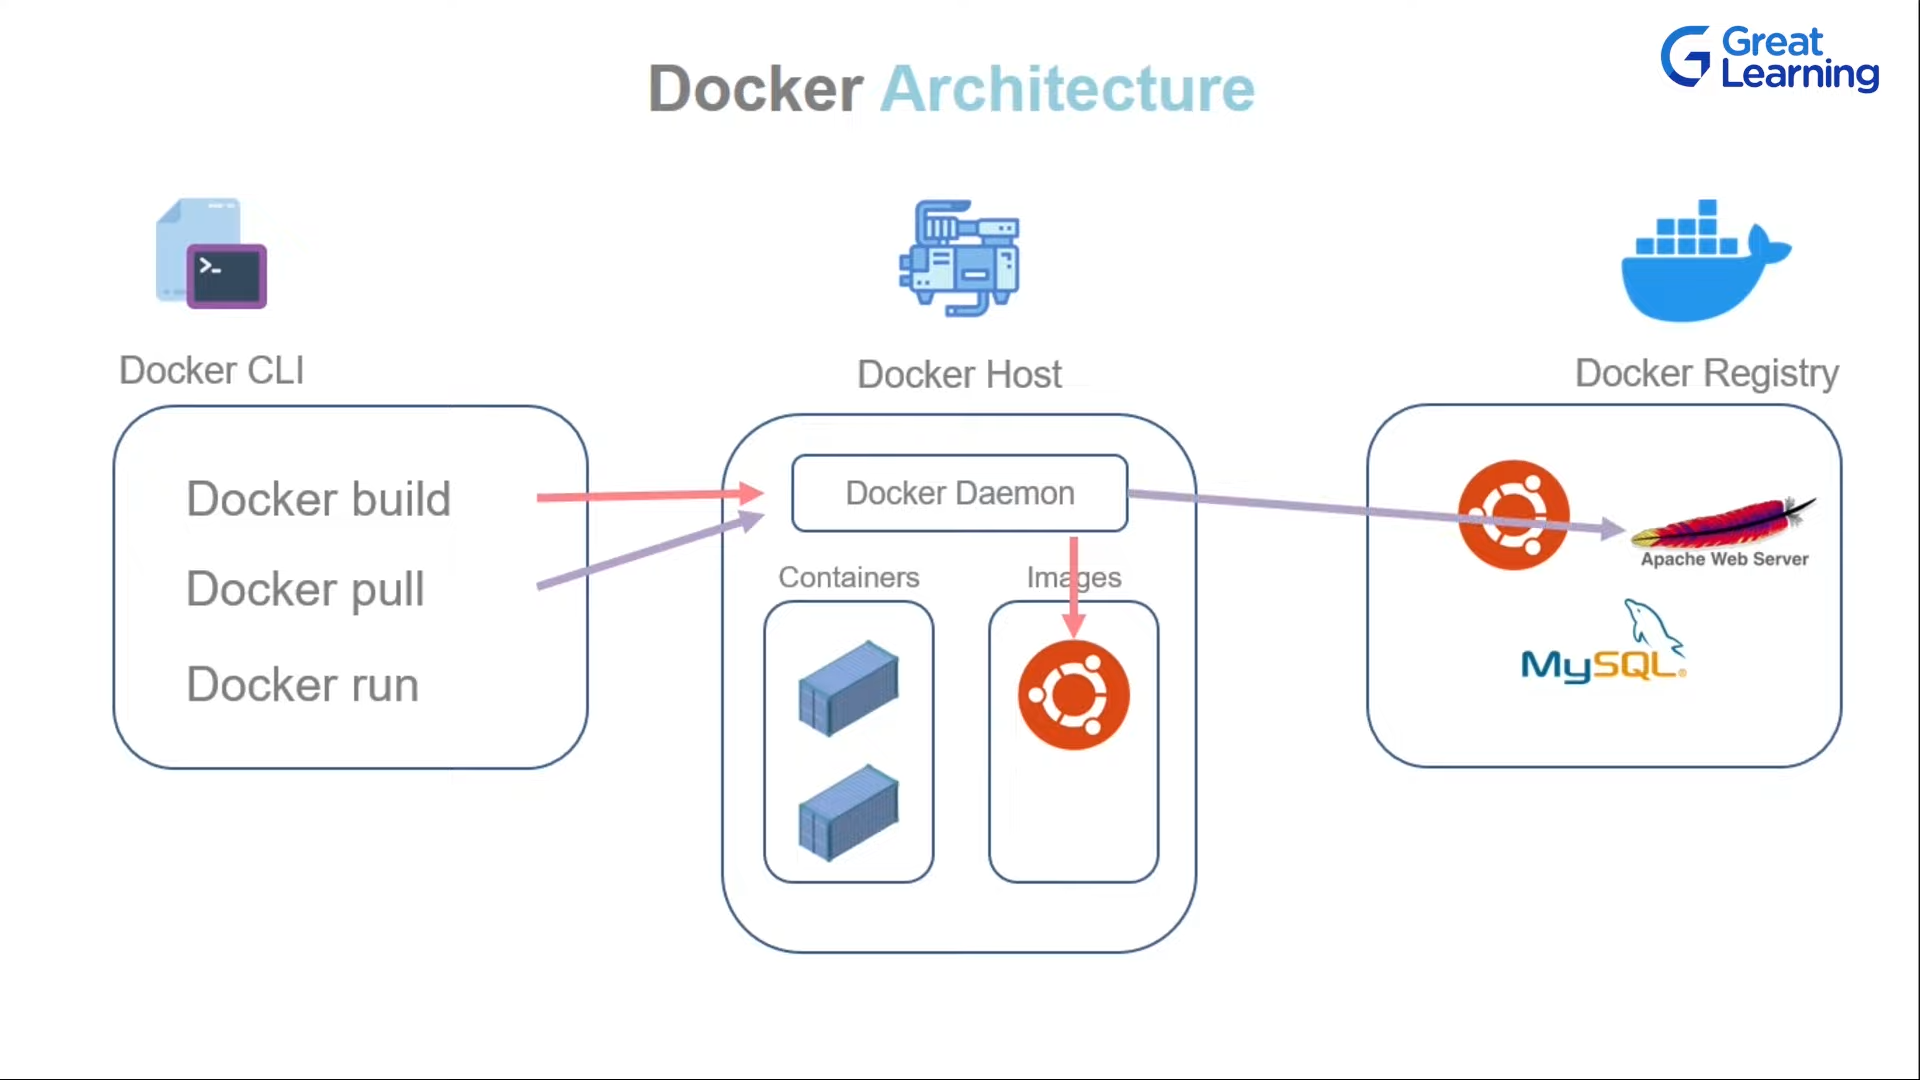 Great
Learning
Docker Architecture
Docker CLI
Docker Host
Docker Registry
Docker build
Docker pull
Docker run
Docker Daemon
Containers
Images
Apache Web Server
MySQL®